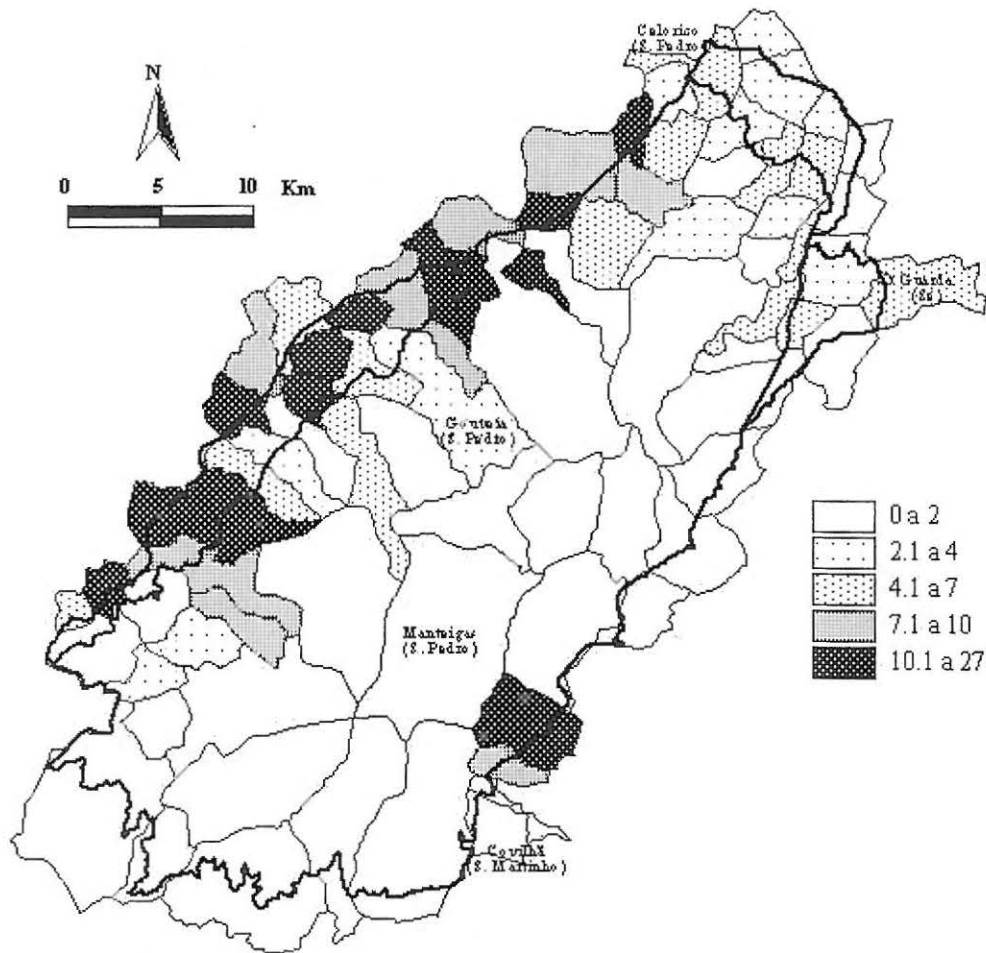 N
0 5 10 Km
(S. Pedro)
Guarda
(Sé)
Gouveia
(S. Pedro)
Manteigas
(S. Pedro)
Covilhã
(S. Martinho)
0 a 2
2.1 a 4
4.1 a 7
7.1 a 10
10.1 a 27